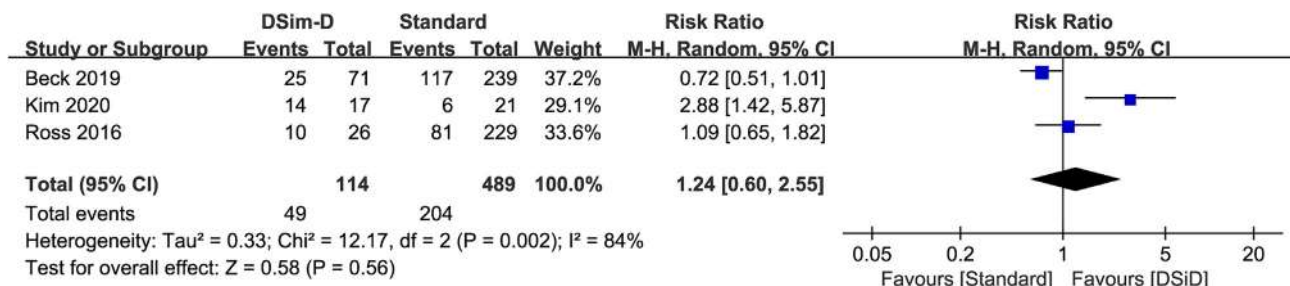 DSim-D Standard Risk Ratio Risk Ratio
Study or Subgroup Events Total Events Total Weight M-H, Random, 95% CI M-H, Random, 95% CI
Beck 2019 25 71 117 239 37.2% 0.72 [0.51, 1.01]
Kim 2020 14 17 6 21 29.1% 2.88 [1.42, 5.87]
Ross 2016 10 26 81 229 33.6% 1.09 [0.65, 1.82]
Total (95% CI) 114 489 100.0% 1.24 [0.60, 2.55]
Total events 49 204
Heterogeneity: Tau² = 0.33; Chi² = 12.17, df = 2 (P = 0.002); I² = 84%
Test for overall effect: Z = 0.58 (P = 0.56)
0.05 0.2 1 5 20
Favours [Standard] Favours [DSiD]